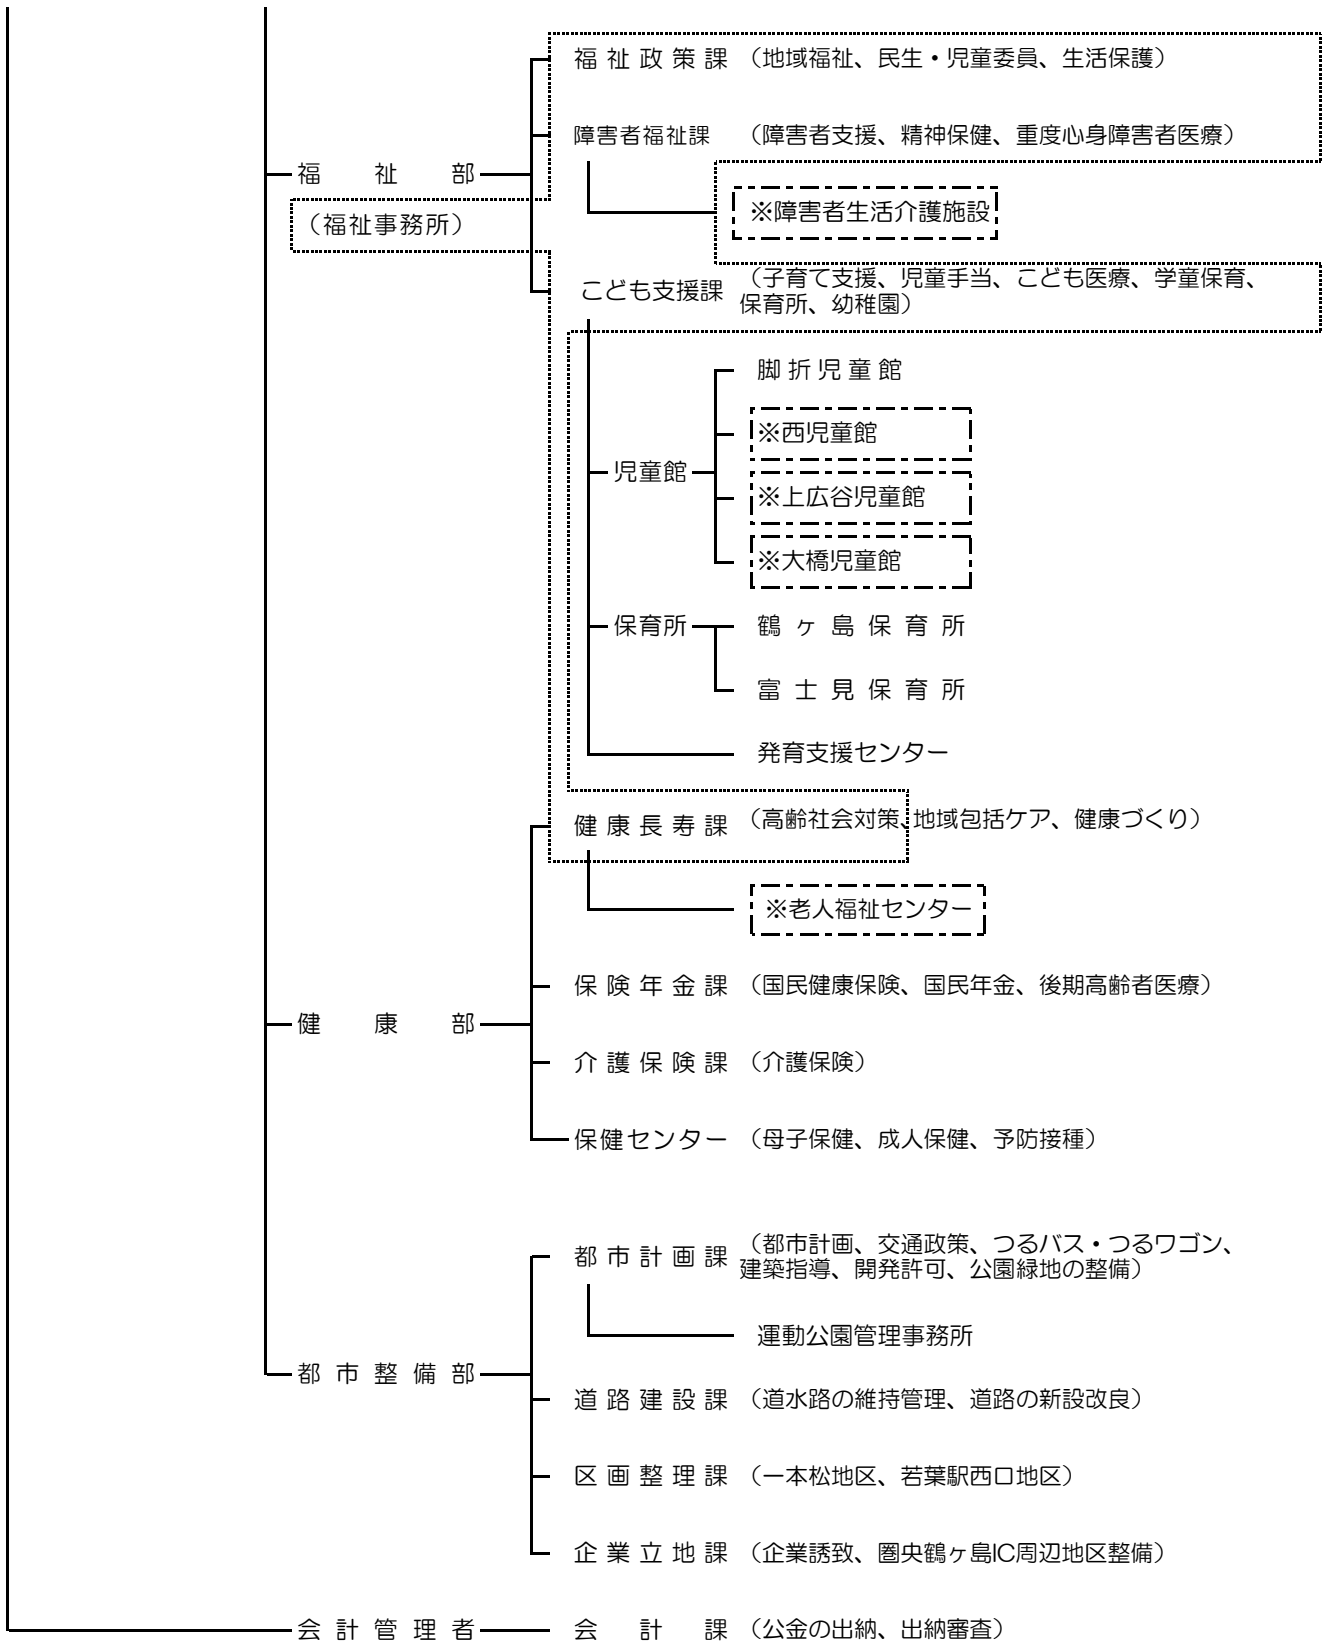 福祉政策課 （地域福祉、民生・児童委員、生活保護）
障害者福祉課 （障害者支援、精神保健、重度心身障害者医療）
福祉部
※障害者生活介護施設
（福祉事務所）
こども支援課 （子育て支援、児童手当、こども医療、学童保育、
保育所、幼稚園）
脚折児童館
※西児童館
児童館
※上広谷児童館
※大橋児童館
保育所 鶴ヶ島保育所
富士見保育所
発育支援センター
健康長寿課 （高齢社会対策、地域包括ケア、健康づくり）
※老人福祉センター
保険年金課 （国民健康保険、国民年金、後期高齢者医療）
健康部
介護保険課 （介護保険）
保健センター （母子保健、成人保健、予防接種）
都市計画課 （都市計画、交通政策、つるバス・つるワゴン、
建築指導、開発許可、公園緑地の整備）
運動公園管理事務所
都市整備部
道路建設課 （道水路の維持管理、道路の新設改良）
区画整理課 （一本松地区、若葉駅西口地区）
企業立地課 （企業誘致、圏央鶴ヶ島IC周辺地区整備）
会計管理者 会計課 （公金の出納、出納審査）